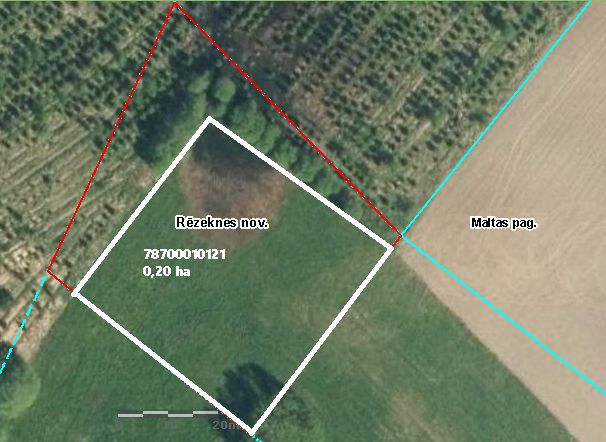 Rēzeknes nov.
Maltas pag.
78700010121
0,20 ha
20m